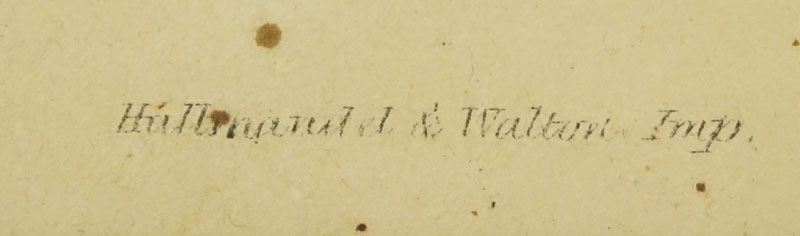 Hullmandel & Walton Imp.